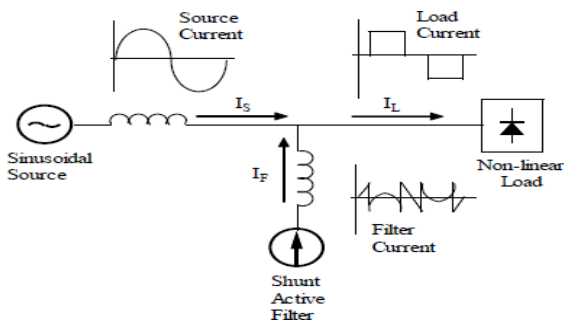 Source
Current
Load
Current
I_S
I_L
Sinusoidal
Source
Non-linear
Load
I_F
Filter
Current
Shunt
Active
Filter